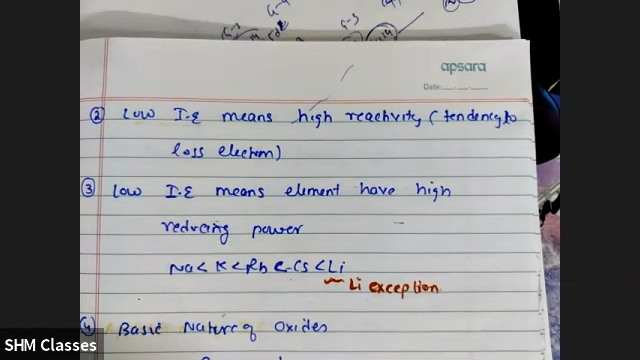 apsara
Date:
② Low I.E means high reactivity (tendency to
loss electron)
③ Low I.E means element have high
reducing power
Na < K < Rb < Cs < Li
Li exception
④ Basic Nature of Oxides
SHM Classes